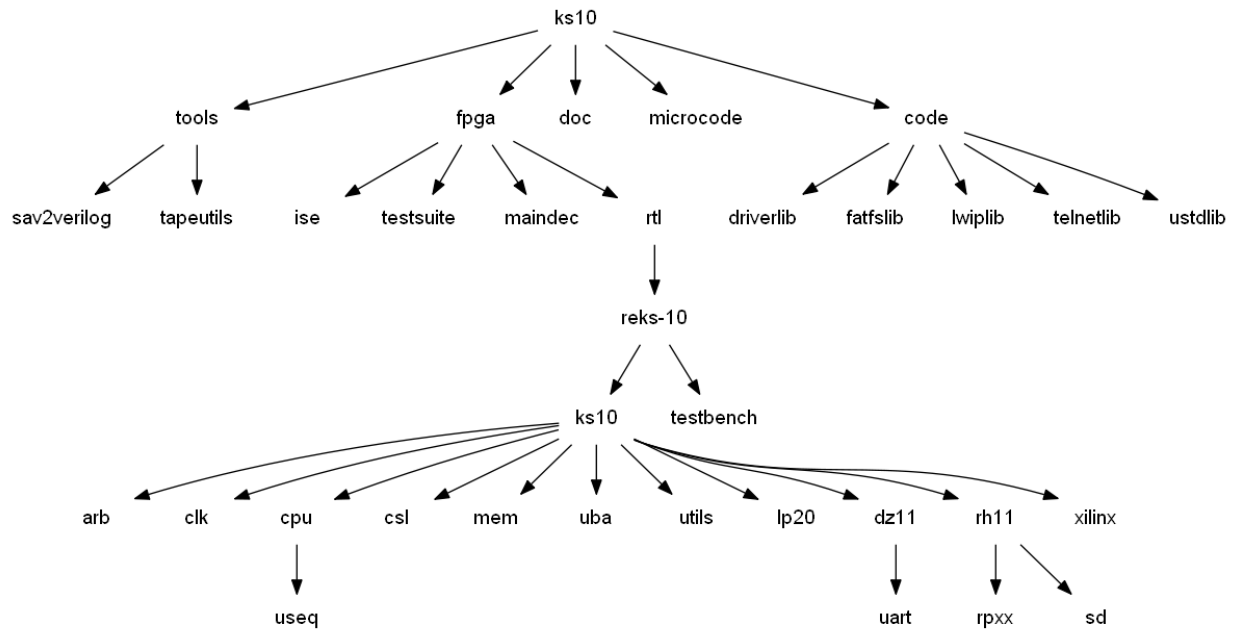 ks10
tools fpga doc microcode code
sav2verilog tapeutils ise testsuite maindec rtl driverlib fatfslib lwiplib telnetlib ustdlib
reks-10
ks10 testbench
arb clk cpu csl mem uba utils lp20 dz11 rh11 xilinx
useq uart rpxx sd